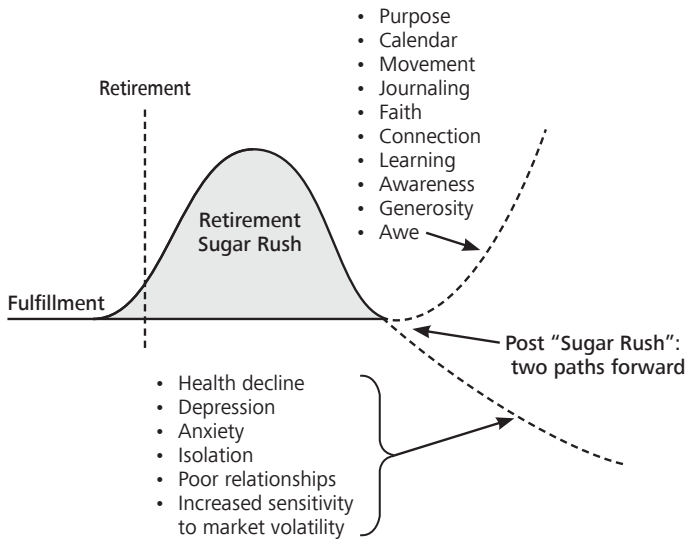 • Purpose
• Calendar
• Movement
• Journaling
• Faith
• Connection
• Learning
• Awareness
• Generosity
• Awe
Retirement
Retirement
Sugar Rush
Fulfillment
Post “Sugar Rush”:
two paths forward
• Health decline
• Depression
• Anxiety
• Isolation
• Poor relationships
• Increased sensitivity
to market volatility